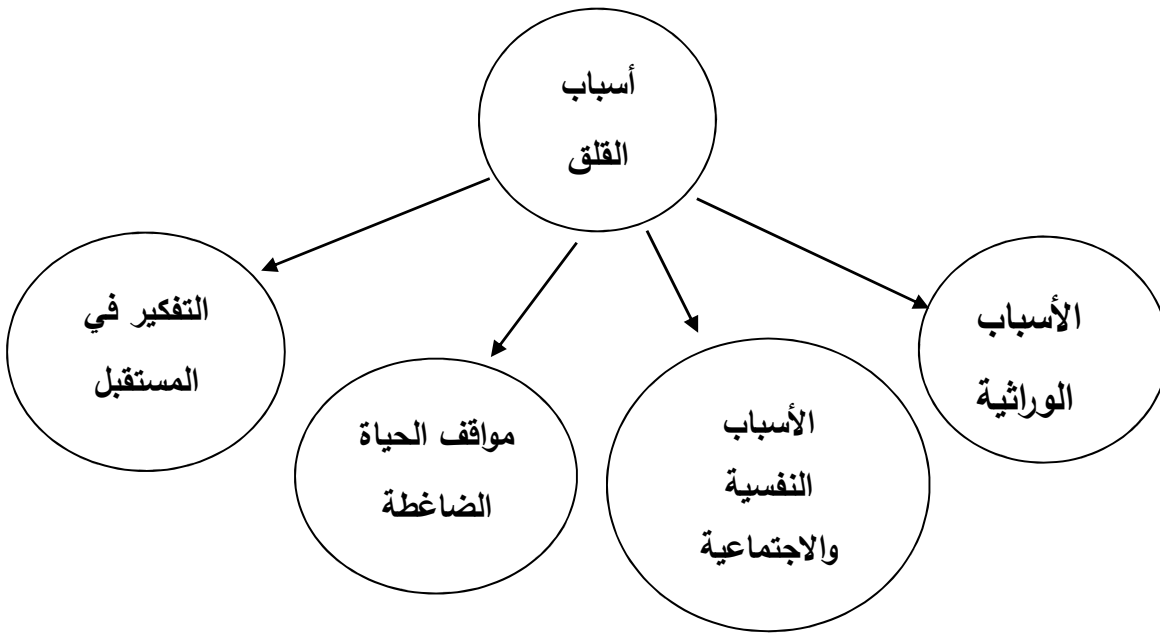 أسباب
القلق
الأسباب
الوراثية
الأسباب
النفسية
والاجتماعية
مواقف الحياة
الضاغطة
التفكير في
المستقبل